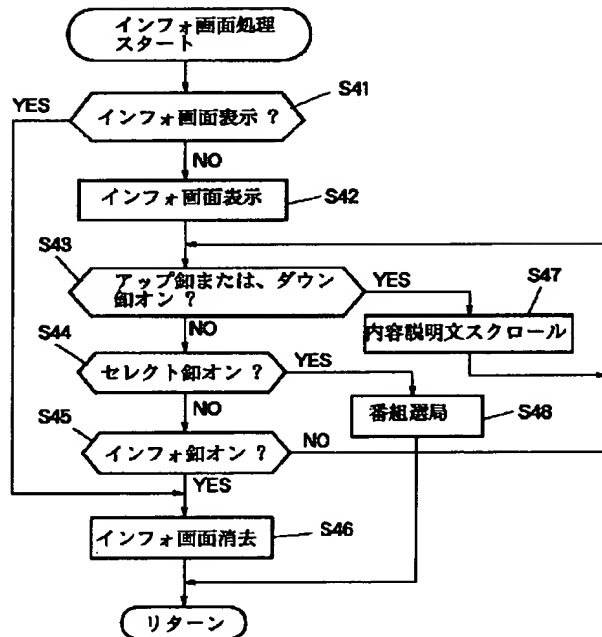 インフォ画面処理
スタート
S41
YES
インフォ画面表示 ?
NO
インフォ画面表示
S42
S43
アップ釦または、ダウン
釦オン ?
YES
S47
内容説明文スクロール
NO
S44
セレクト釦オン ?
YES
番組選局
S48
NO
S45
インフォ釦オン ?
NO
YES
インフォ画面消去
S46
リターン